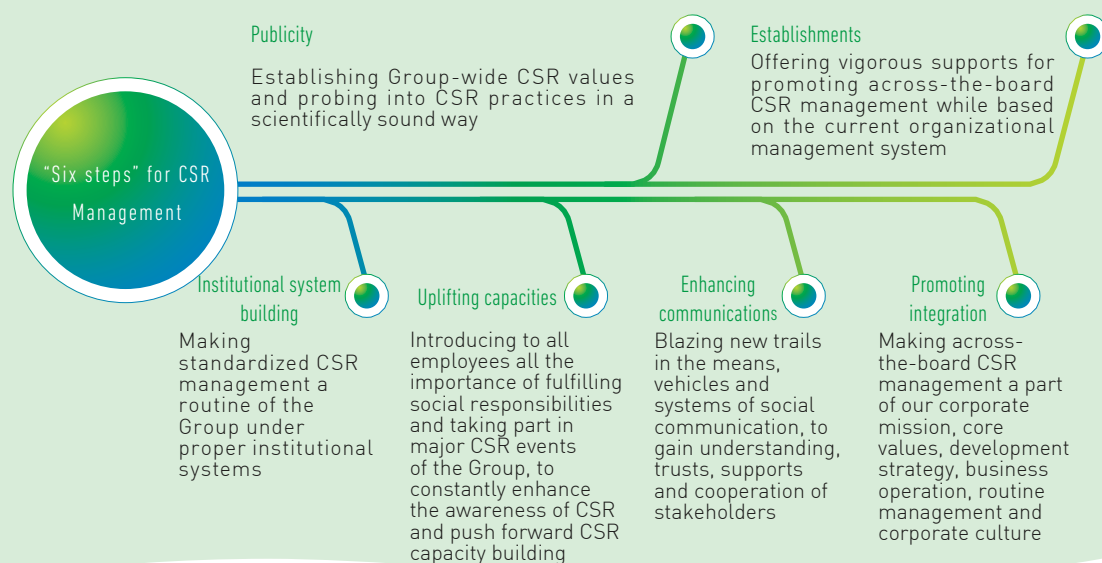 "Six steps" for CSR
Management
Publicity
Establishing Group-wide CSR values
and probing into CSR practices in a
scientifically sound way
Establishments
Offering vigorous supports for
promoting across-the-board
CSR management while based
on the current organizational
management system
Institutional system
building
Making
standardized CSR
management a
routine of the
Group under
proper institutional
systems
Uplifting capacities
Introducing to all
employees all the
importance of fulfilling
social responsibilities
and taking part in
major CSR events
of the Group, to
constantly enhance
the awareness of CSR
and push forward CSR
capacity building
Enhancing
communications
Blazing new trails
in the means,
vehicles and
systems of social
communication, to
gain understanding,
trusts, supports
and cooperation of
stakeholders
Promoting
integration
Making across-
the-board CSR
management a part
of our corporate
mission, core
values, development
strategy, business
operation, routine
management and
corporate culture